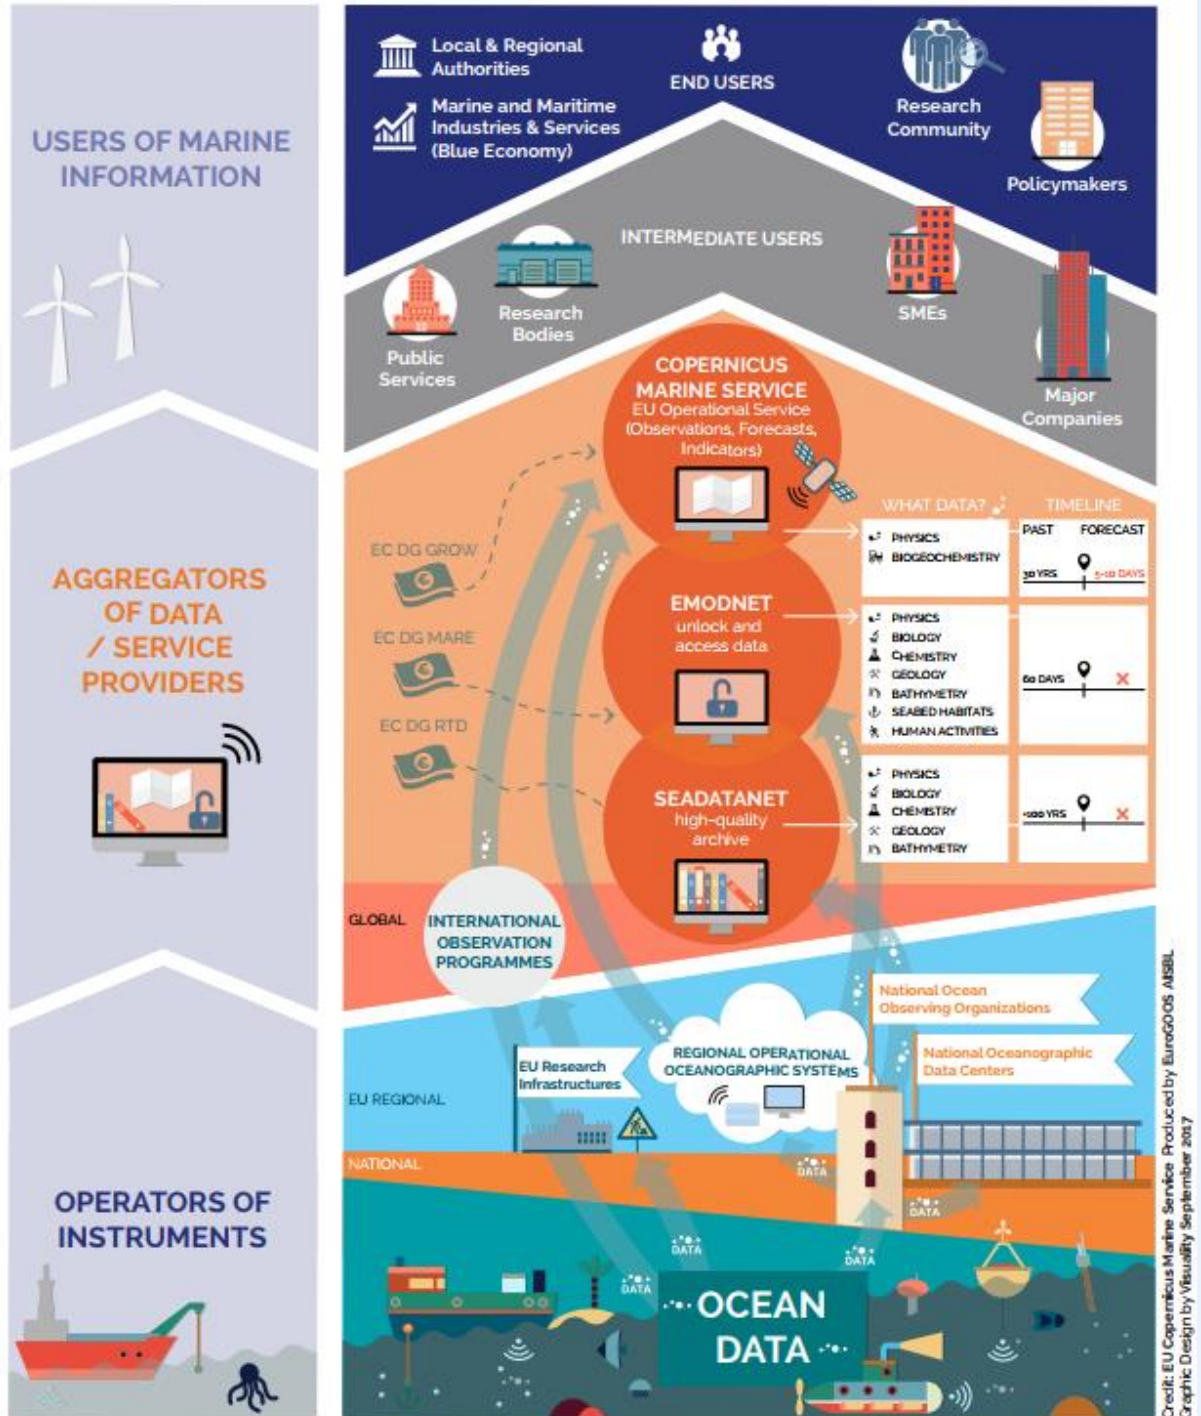 USERS OF MARINE
INFORMATION
AGGREGATORS
OF DATA
/ SERVICE
PROVIDERS
OPERATORS OF
INSTRUMENTS
Local & Regional
Authorities
Marine and Maritime
Industries & Services
(Blue Economy)
END USERS
Research
Community
Policymakers
INTERMEDIATE USERS
Public
Services
Research
Bodies
SMEs
Major
Companies
COPERNICUS
MARINE SERVICE
EU Operational Service
(Observations, Forecasts,
Indicators)
EC DG GROW
EC DG MARE
EC DG RTD
EMODNET
unlock and
access data
SEADATANET
high-quality
archive
WHAT DATA?
TIMELINE
PHYSICS
BIOGEOCHEMISTRY
PAST FORECAST
30 YRS 5-10 DAYS
PHYSICS
BIOLOGY
CHEMISTRY
GEOLOGY
BATHYMETRY
SEABED HABITATS
HUMAN ACTIVITIES
60 DAYS
PHYSICS
BIOLOGY
CHEMISTRY
GEOLOGY
BATHYMETRY
YRS
GLOBAL
INTERNATIONAL
OBSERVATION
PROGRAMMES
National Ocean
Observing Organizations
National Oceanographic
Data Centers
EU Research
Infrastructures
REGIONAL OPERATIONAL
OCEANOGRAPHIC SYSTEMS
EU REGIONAL
NATIONAL
DATA
DATA
DATA
DATA
DATA
OCEAN
DATA
Credit: EU Copernicus Marine Service Produced by EuroGOOS AISBL
Graphic Design by Visuality September 2017